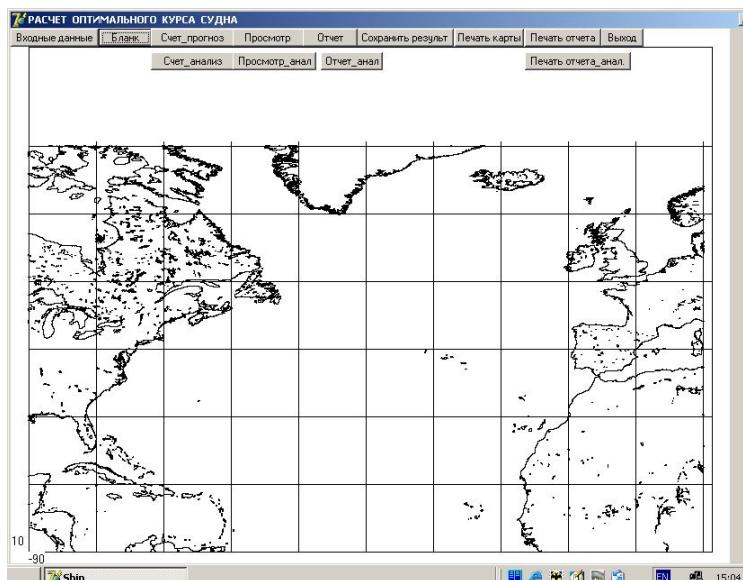 РАСЧЕТ ОПТИМАЛЬНОГО КУРСА СУДНА
Входные данные Бланк Счет_прогноз Просмотр Отчет Сохранить результ Печать карты Печать отчета Выход
Счет_анализ Просмотр_анал Отчет_анал Печать отчета_анал.
10
-90
Ship
EN 15:04